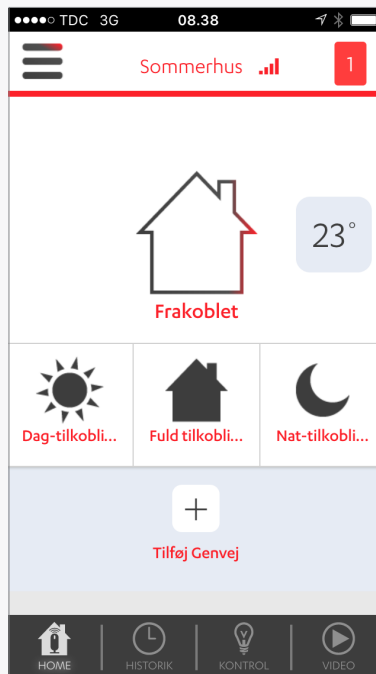 TDC 3G 08.38
Sommerhus 1
23°
Frakoblet
Dag-tilkobli... Fuld tilkobli... Nat-tilkobli...
+
Tilføj Genvej
HOME HISTORIK KONTROL VIDEO